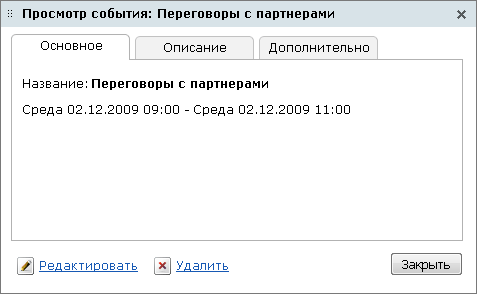 Просмотр события: Переговоры с партнерами
Основное Описание Дополнительно
Название: Переговоры с партнерами
Среда 02.12.2009 09:00 - Среда 02.12.2009 11:00
Редактировать Удалить Закрыть